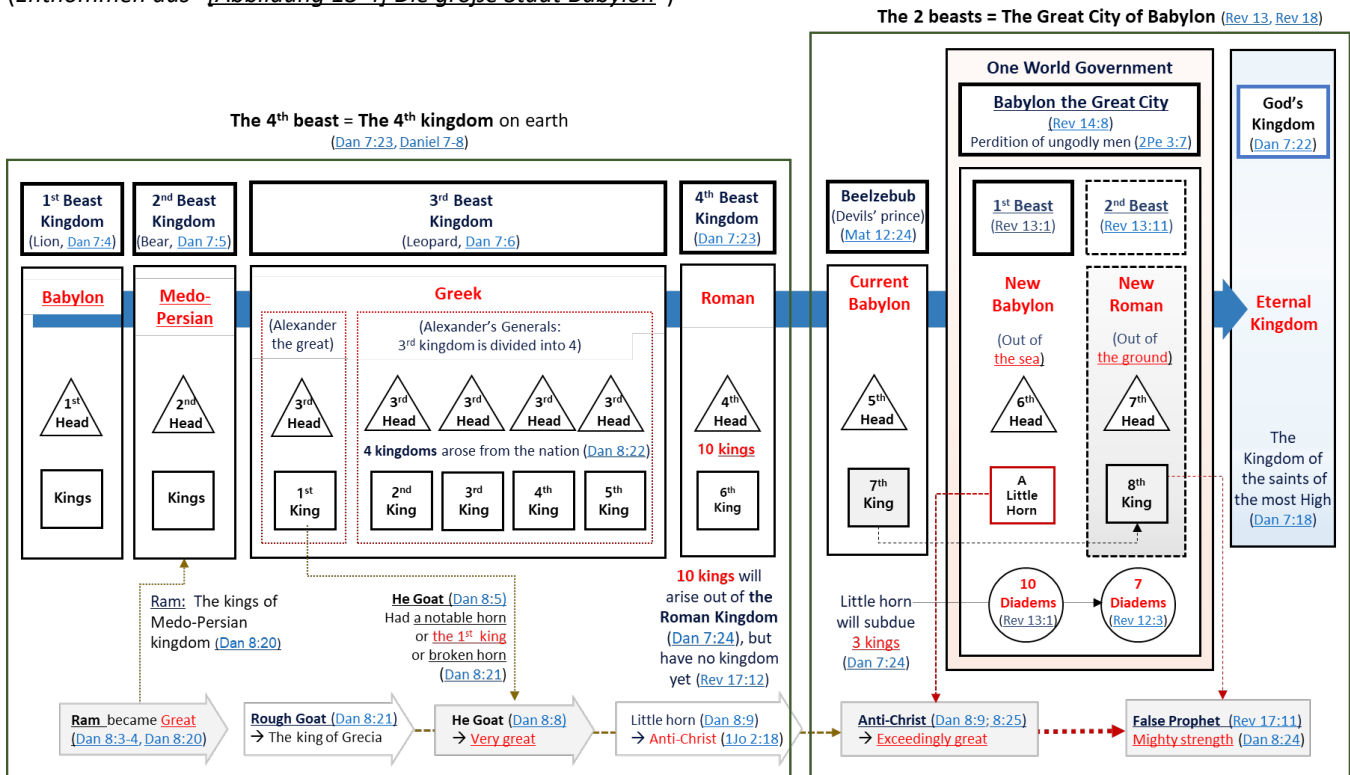 (Entnommen aus "[Abbildung 18-4] Die große Staat Babylon")
The 2 beasts = The Great City of Babylon (Rev 13, Rev 18)
The 4th beast = The 4th kingdom on earth
(Dan 7:23, Daniel 7-8)
One World Government
Babylon the Great City
(Rev 14:8)
Perdition of ungodly men (2Pe 3:7)
God's
Kingdom
(Dan 7:22)
1st Beast
Kingdom
(Lion, Dan 7:4)
2nd Beast
Kingdom
(Bear, Dan 7:5)
3rd Beast
Kingdom
(Leopard, Dan 7:6)
4th Beast
Kingdom
(Dan 7:23)
Beelzebub
(Devils' prince)
(Mat 12:24)
1st Beast
(Rev 13:1)
2nd Beast
(Rev 13:11)
Babylon
Medo-
Persian
Greek
Roman
Current
Babylon
New
Babylon
New
Roman
Eternal
Kingdom
(Alexander
the great)
(Alexander's Generals:
3rd kingdom is divided into 4)
(Out of
the sea)
(Out of
the ground)
1st
Head
2nd
Head
3rd
Head
3rd
Head
3rd
Head
3rd
Head
3rd
Head
4th
Head
5th
Head
6th
Head
7th
Head
4 kingdoms arose from the nation (Dan 8:22)
10 kings
Kings
Kings
1st
King
2nd
King
3rd
King
4th
King
5th
King
6th
King
7th
King
A
Little
Horn
8th
King
The
Kingdom of
the saints of
the most High
(Dan 7:18)
Ram: The kings of
Medo-Persian
kingdom (Dan 8:20)
He Goat (Dan 8:5)
Had a notable horn
or the 1st king
or broken horn
(Dan 8:21)
10 kings will
arise out of the
Roman Kingdom
(Dan 7:24), but
have no kingdom
yet (Rev 17:12)
Little horn
will subdue
3 kings
(Dan 7:24)
10
Diadems
(Rev 13:1)
7
Diadems
(Rev 12:3)
Ram became Great
(Dan 8:3-4, Dan 8:20)
Rough Goat (Dan 8:21)
→ The king of Grecia
He Goat (Dan 8:8)
→ Very great
Little horn (Dan 8:9)
→ Anti-Christ (1Jo 2:18)
Anti-Christ (Dan 8:9; 8:25)
→ Exceedingly great
False Prophet (Rev 17:11)
Mighty strength (Dan 8:24)